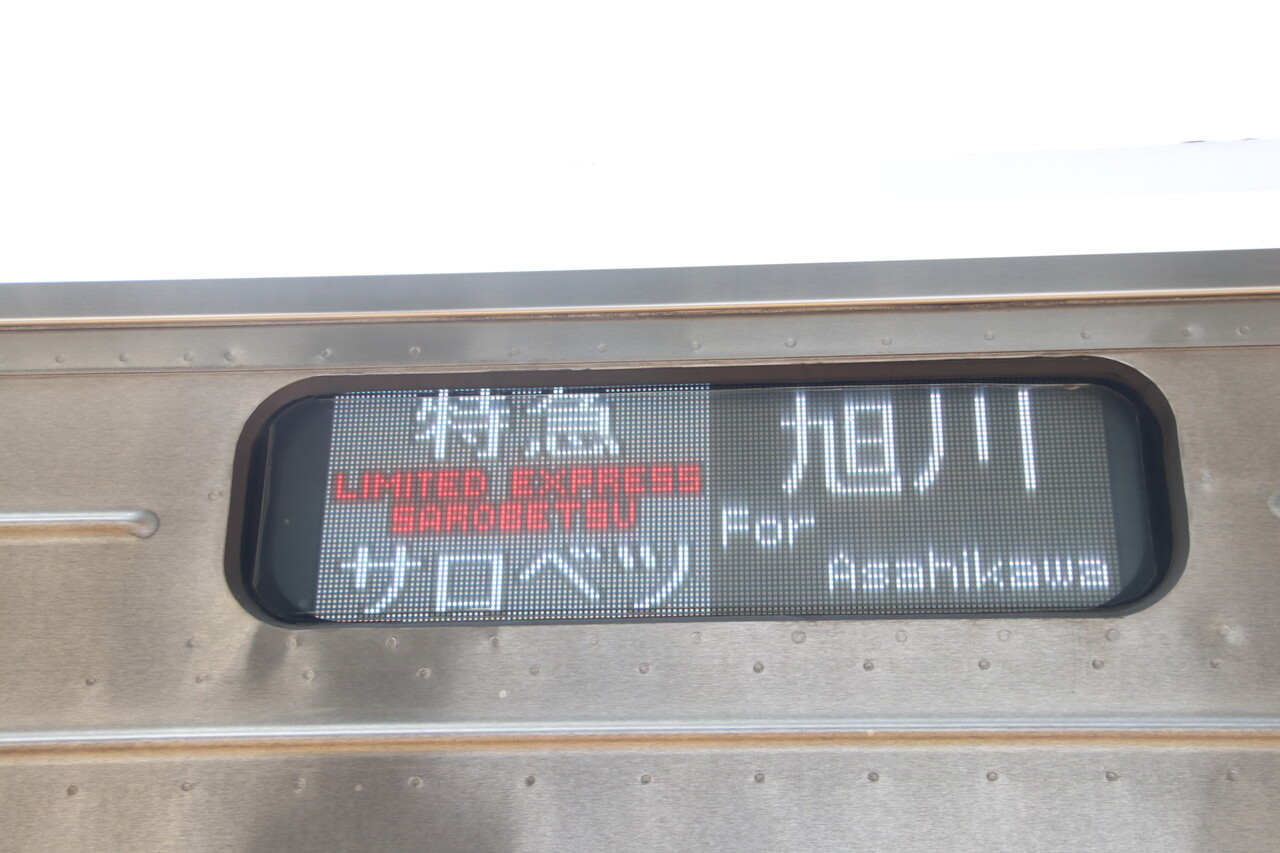 特急
LIMITED EXPRESS
SAROBETSU
サロベツ
旭川
For
Asahikawa